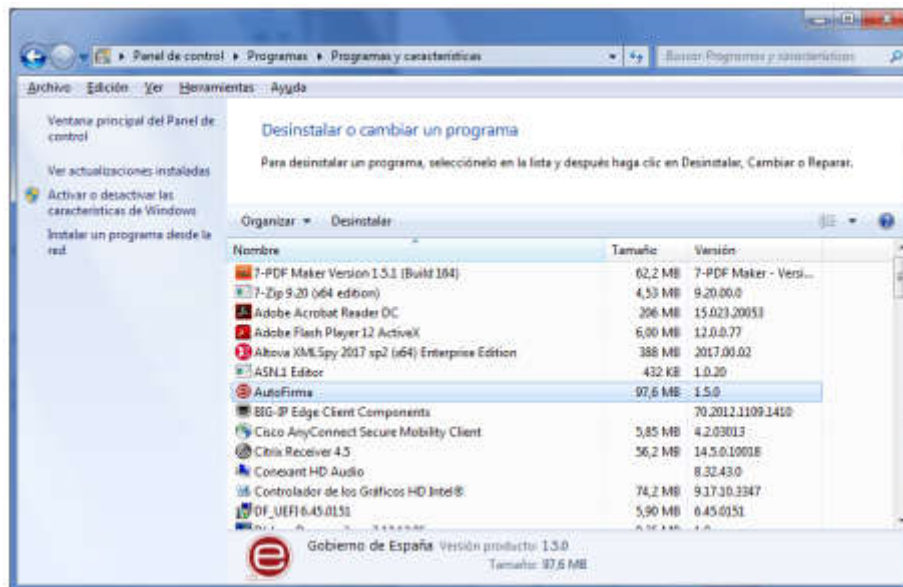 Panel de control ▸ Programas ▸ Programas y características
Buscar Programas y características
Archivo Edición Ver Herramientas Ayuda
Ventana principal del Panel de control
Ver actualizaciones instaladas
Activar o desactivar las características de Windows
Instalar un programa desde la red
Desinstalar o cambiar un programa
Para desinstalar un programa, selecciónelo en la lista y después haga clic en Desinstalar, Cambiar o Reparar.
Organizar Desinstalar
Nombre Tamaño Versión
7-PDF Maker Version 1.5.1 (Build 164) 62,2 MB 7-PDF Maker - Versi...
7-Zip 9.20 (x64 edition) 4,53 MB 9.20.00.0
Adobe Acrobat Reader DC 206 MB 15.023.20053
Adobe Flash Player 12 ActiveX 6,00 MB 12.0.0.77
Altova XMLSpy 2017 sp2 (x64) Enterprise Edition 388 MB 2017.00.02
ASN.1 Editor 432 KB 1.0.20
AutoFirma 97,6 MB 1.5.0
BIG-IP Edge Client Components 70.2012.1109.1410
Cisco AnyConnect Secure Mobility Client 5,85 MB 4.2.03013
Citrix Receiver 4.5 56,2 MB 14.5.0.10018
Conexant HD Audio 8.32.43.0
Controlador de los Gráficos HD Intel® 74,2 MB 9.17.10.3347
DF_UEFI 6.45.0151 5,90 MB 6.45.0151
Gobierno de España Versión producto: 1.5.0
Tamaño: 97,6 MB